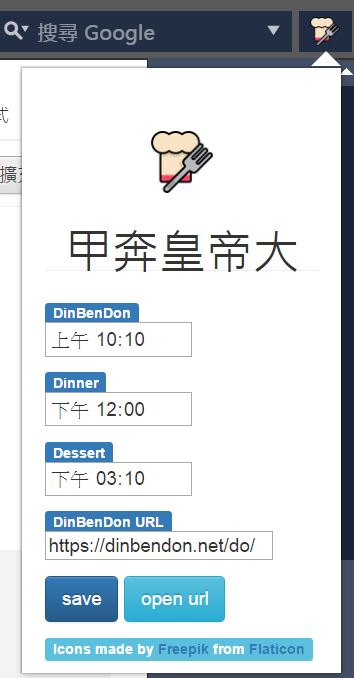 搜尋 Google
式
擴充
甲奔皇帝大
DinBenDon
上午 10:10
Dinner
下午 12:00
Dessert
下午 03:10
DinBenDon URL
https://dinbendon.net/do/
save
open url
Icons made by Freepik from Flaticon